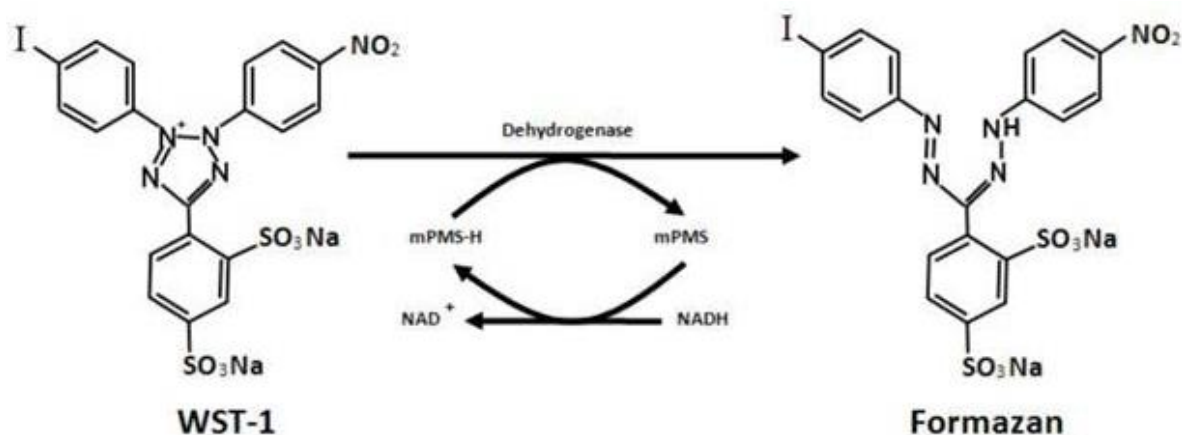 I
NO2
N+
N
N
N
SO3Na
SO3Na
WST-1
Dehydrogenase
mPMS-H
mPMS
NAD+
NADH
I
NO2
N
NH
N
N
SO3Na
SO3Na
Formazan